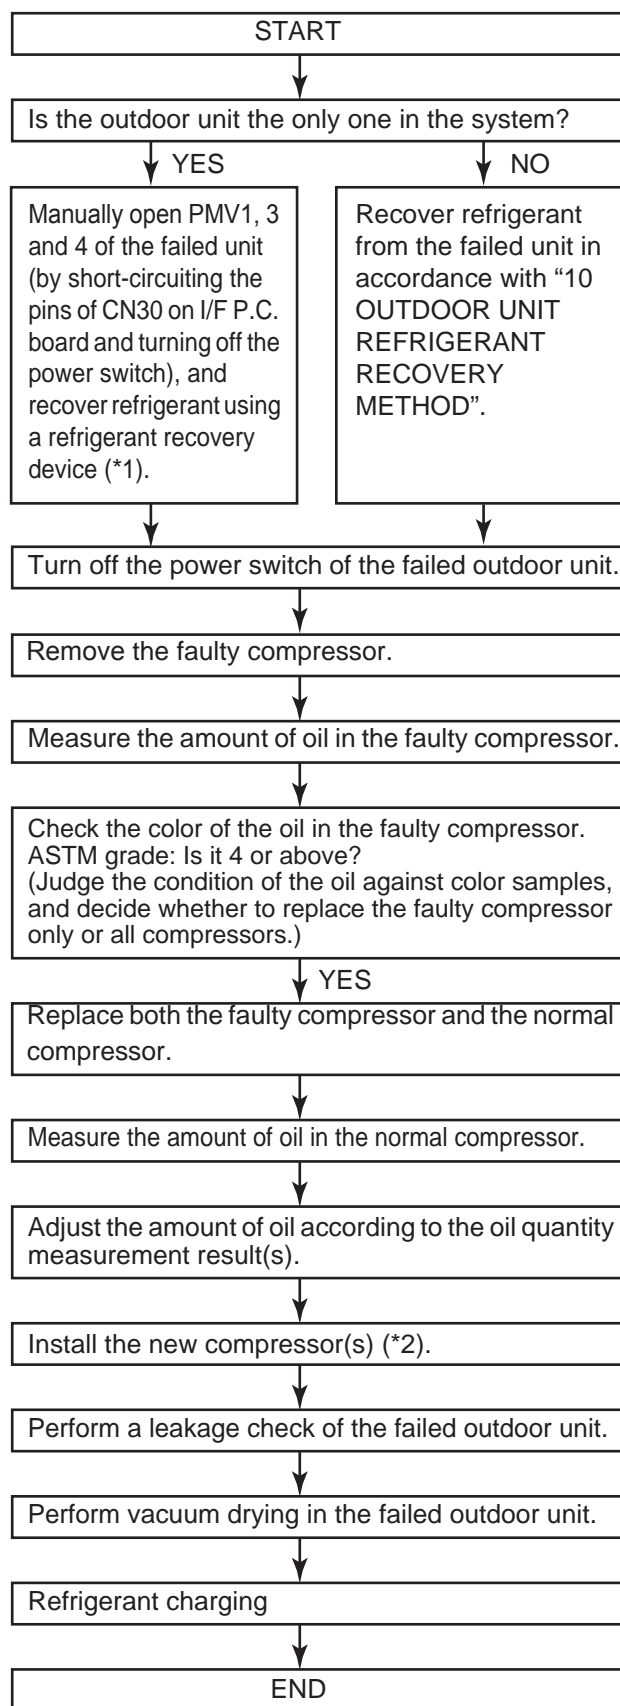 START
Is the outdoor unit the only one in the system?
YES
NO
Manually open PMV1, 3
and 4 of the failed unit
(by short-circuiting the
pins of CN30 on I/F P.C.
board and turning off the
power switch), and
recover refrigerant using
a refrigerant recovery
device (*1).
Recover refrigerant
from the failed unit in
accordance with “10
OUTDOOR UNIT
REFRIGERANT
RECOVERY
METHOD”.
Turn off the power switch of the failed outdoor unit.
Remove the faulty compressor.
Measure the amount of oil in the faulty compressor.
Check the color of the oil in the faulty compressor.
ASTM grade: Is it 4 or above?
(Judge the condition of the oil against color samples,
and decide whether to replace the faulty compressor
only or all compressors.)
YES
Replace both the faulty compressor and the normal
compressor.
Measure the amount of oil in the normal compressor.
Adjust the amount of oil according to the oil quantity
measurement result(s).
Install the new compressor(s) (*2).
Perform a leakage check of the failed outdoor unit.
Perform vacuum drying in the failed outdoor unit.
Refrigerant charging
END